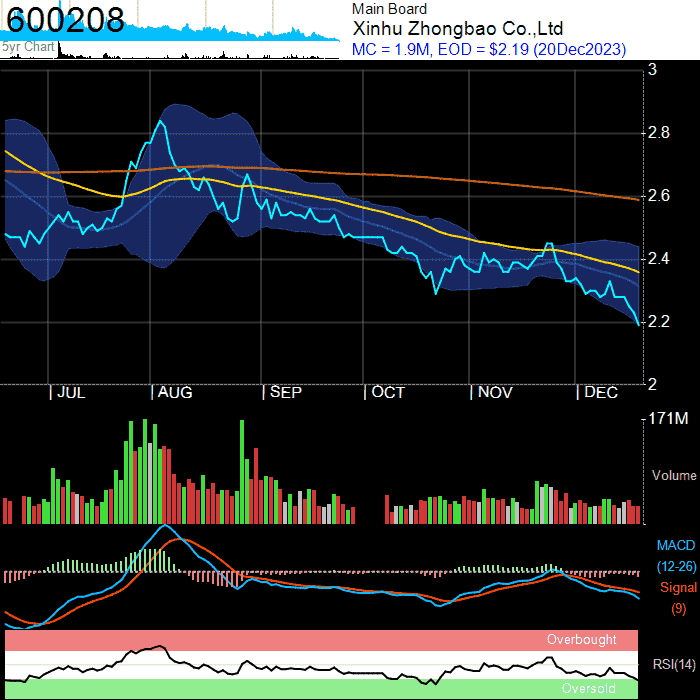 600208
5yr Chart
Main Board
Xinhu Zhongbao Co.,Ltd
MC = 1.9M, EOD = $2.19 (20Dec2023)
3
2.8
2.6
2.4
2.2
2
| JUL | AUG | SEP | OCT | NOV | DEC
171M
Volume
MACD
(12-26)
Signal
(9)
Overbought
RSI(14)
Oversold